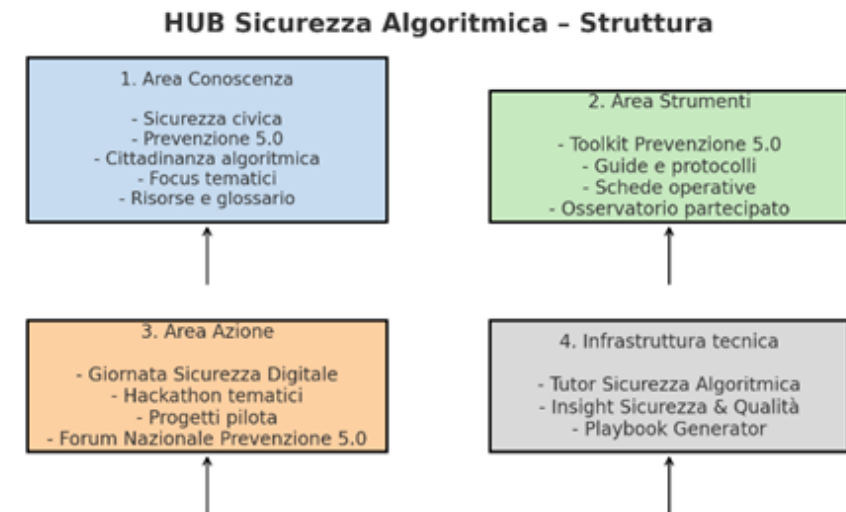 HUB Sicurezza Algoritmica – Struttura
1. Area Conoscenza
- Sicurezza civica
- Prevenzione 5.0
- Cittadinanza algoritmica
- Focus tematici
- Risorse e glossario
2. Area Strumenti
- Toolkit Prevenzione 5.0
- Guide e protocolli
- Schede operative
- Osservatorio partecipato
3. Area Azione
- Giornata Sicurezza Digitale
- Hackathon tematici
- Progetti pilota
- Forum Nazionale Prevenzione 5.0
4. Infrastruttura tecnica
- Tutor Sicurezza Algoritmica
- Insight Sicurezza & Qualità
- Playbook Generator